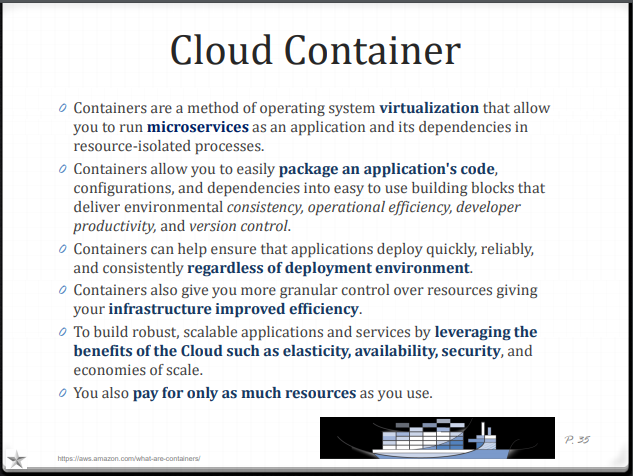 Cloud Container
Containers are a method of operating system virtualization that allow
you to run microservices as an application and its dependencies in
resource-isolated processes.
Containers allow you to easily package an application's code,
configurations, and dependencies into easy to use building blocks that
deliver environmental consistency, operational efficiency, developer
productivity, and version control.
Containers can help ensure that applications deploy quickly, reliably,
and consistently regardless of deployment environment.
Containers also give you more granular control over resources giving
your infrastructure improved efficiency.
To build robust, scalable applications and services by leveraging the
benefits of the Cloud such as elasticity, availability, security, and
economies of scale.
You also pay for only as much resources as you use.
P. 35
https://aws.amazon.com/what-are-containers/